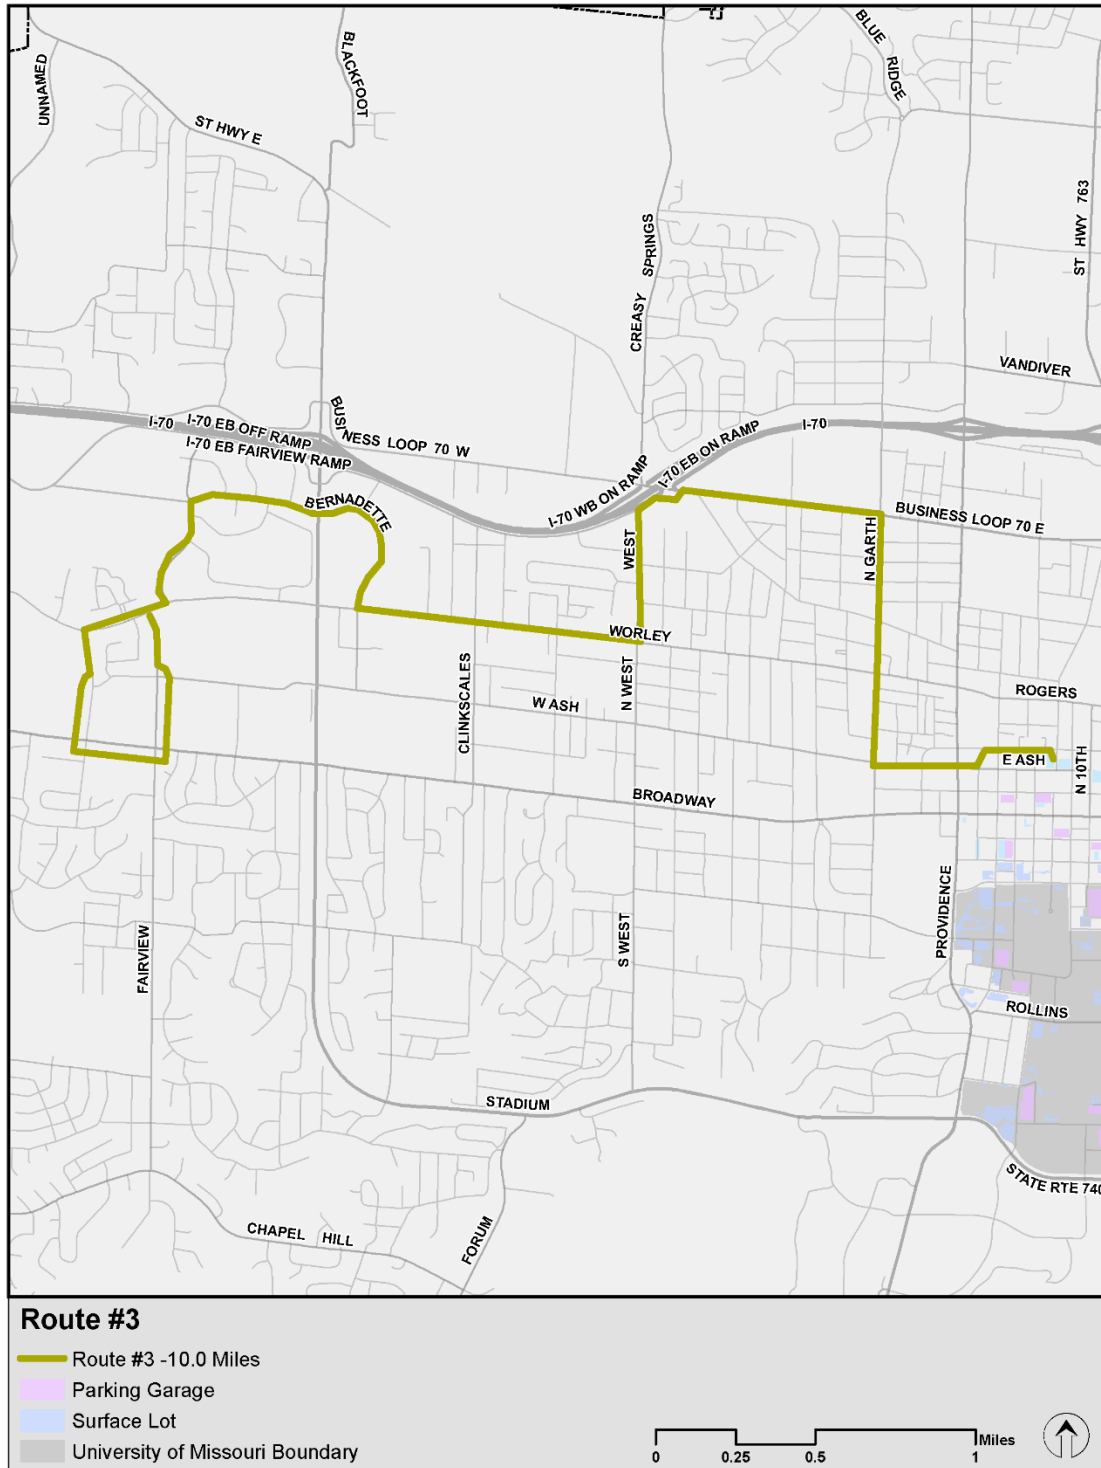 BLUE RIDGE
BLACKFOOT
UNNAMED
ST HWY E
ST HWY 763
CREASY SPRINGS
VANDIVER
BUSINESS LOOP 70 W
I-70
I-70 EB OFF RAMP
I-70 EB FAIRVIEW RAMP
I-70
I-70 EB ON RAMP
I-70 WB ON RAMP
BERNADETTE
BUSINESS LOOP 70 E
WEST
N GARTH
WORLEY
N WEST
CLINKSCALES
W ASH
ROGERS
E ASH
N 10TH
BROADWAY
PROVIDENCE
S WEST
FAIRVIEW
ROLLINS
STADIUM
STATE RTE 740
CHAPEL HILL
FORUM
Route #3
Route #3 -10.0 Miles
Parking Garage
Surface Lot
University of Missouri Boundary
Miles
0 0.25 0.5 1